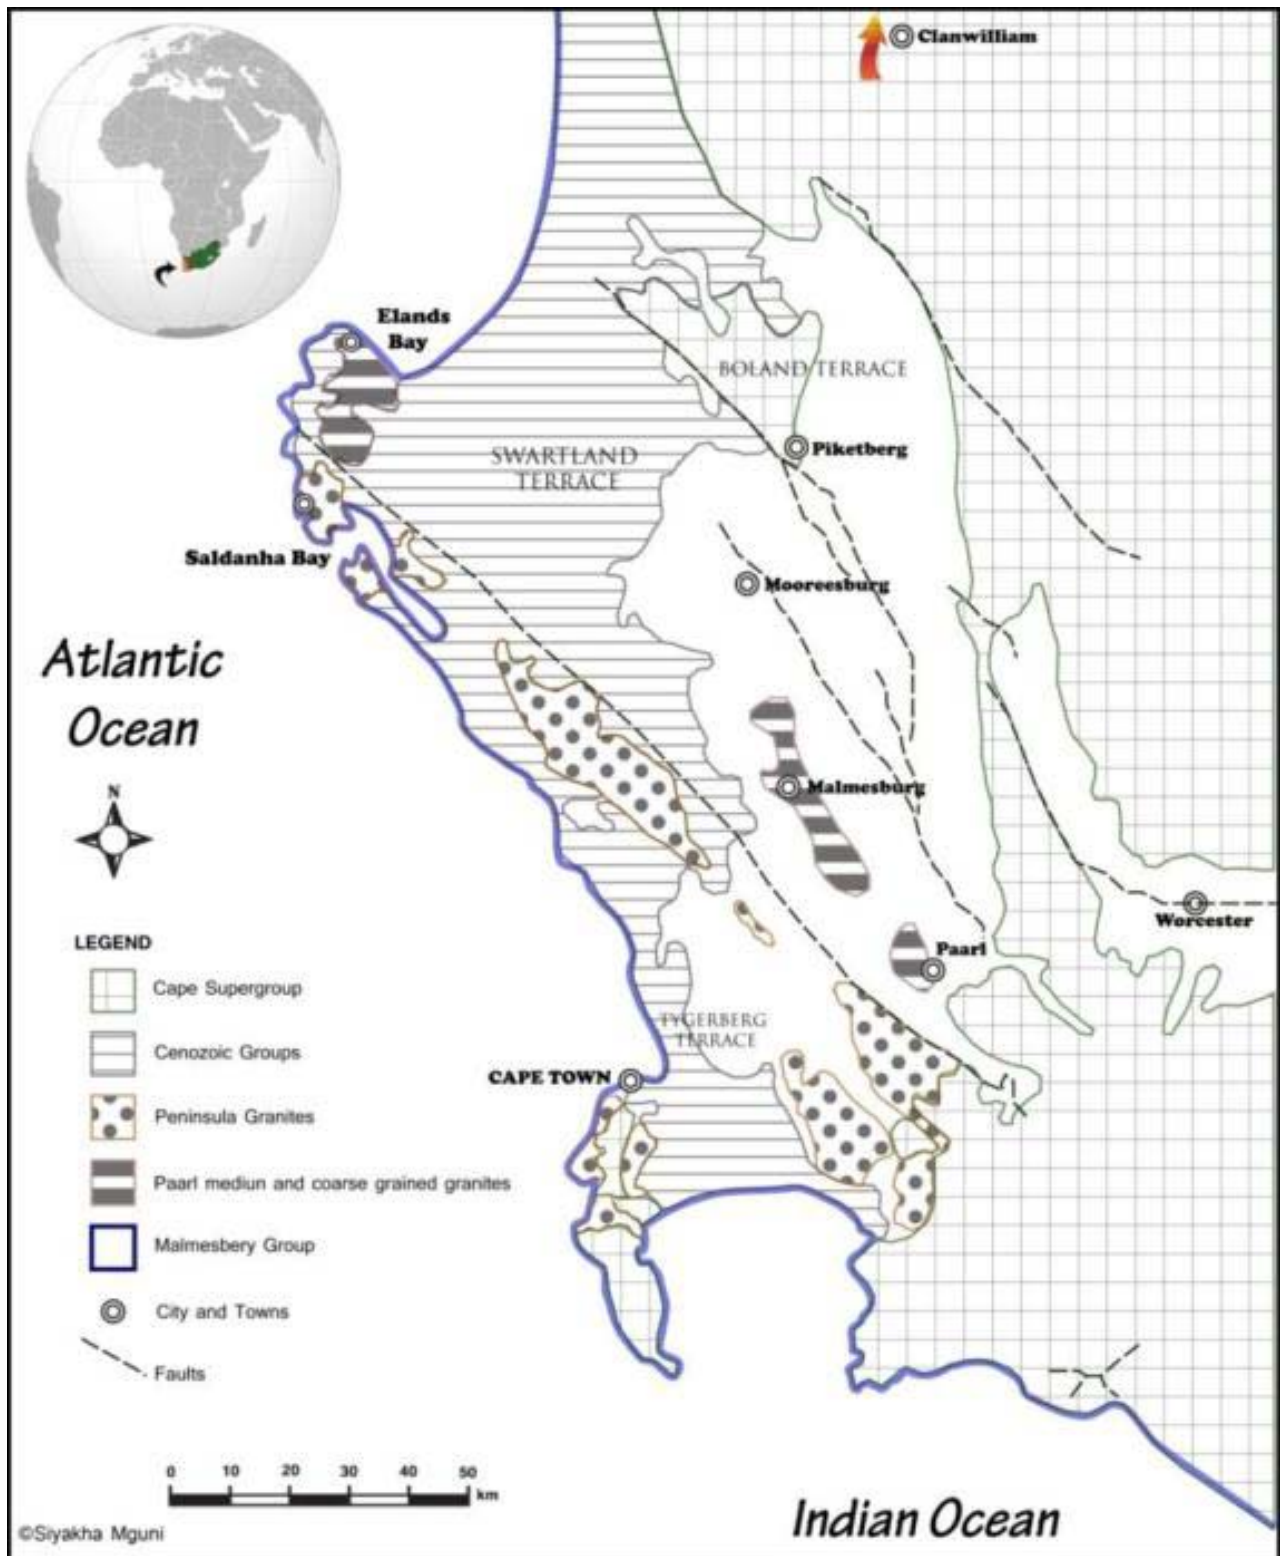 Clanwilliam
Elands
Bay
BOLAND TERRACE
Piketberg
SWARTLAND
TERRACE
Saldanha Bay
Mooreesburg
Atlantic
Ocean
N
Malmesburg
Worcester
Paarl
TYGERBERG
TERRACE
CAPE TOWN
LEGEND
Cape Supergroup
Cenozoic Groups
Peninsula Granites
Paarl mediun and coarse grained granites
Malmesbery Group
City and Towns
Faults
0 10 20 30 40 50
km
Indian Ocean
©Siyakha Mguni